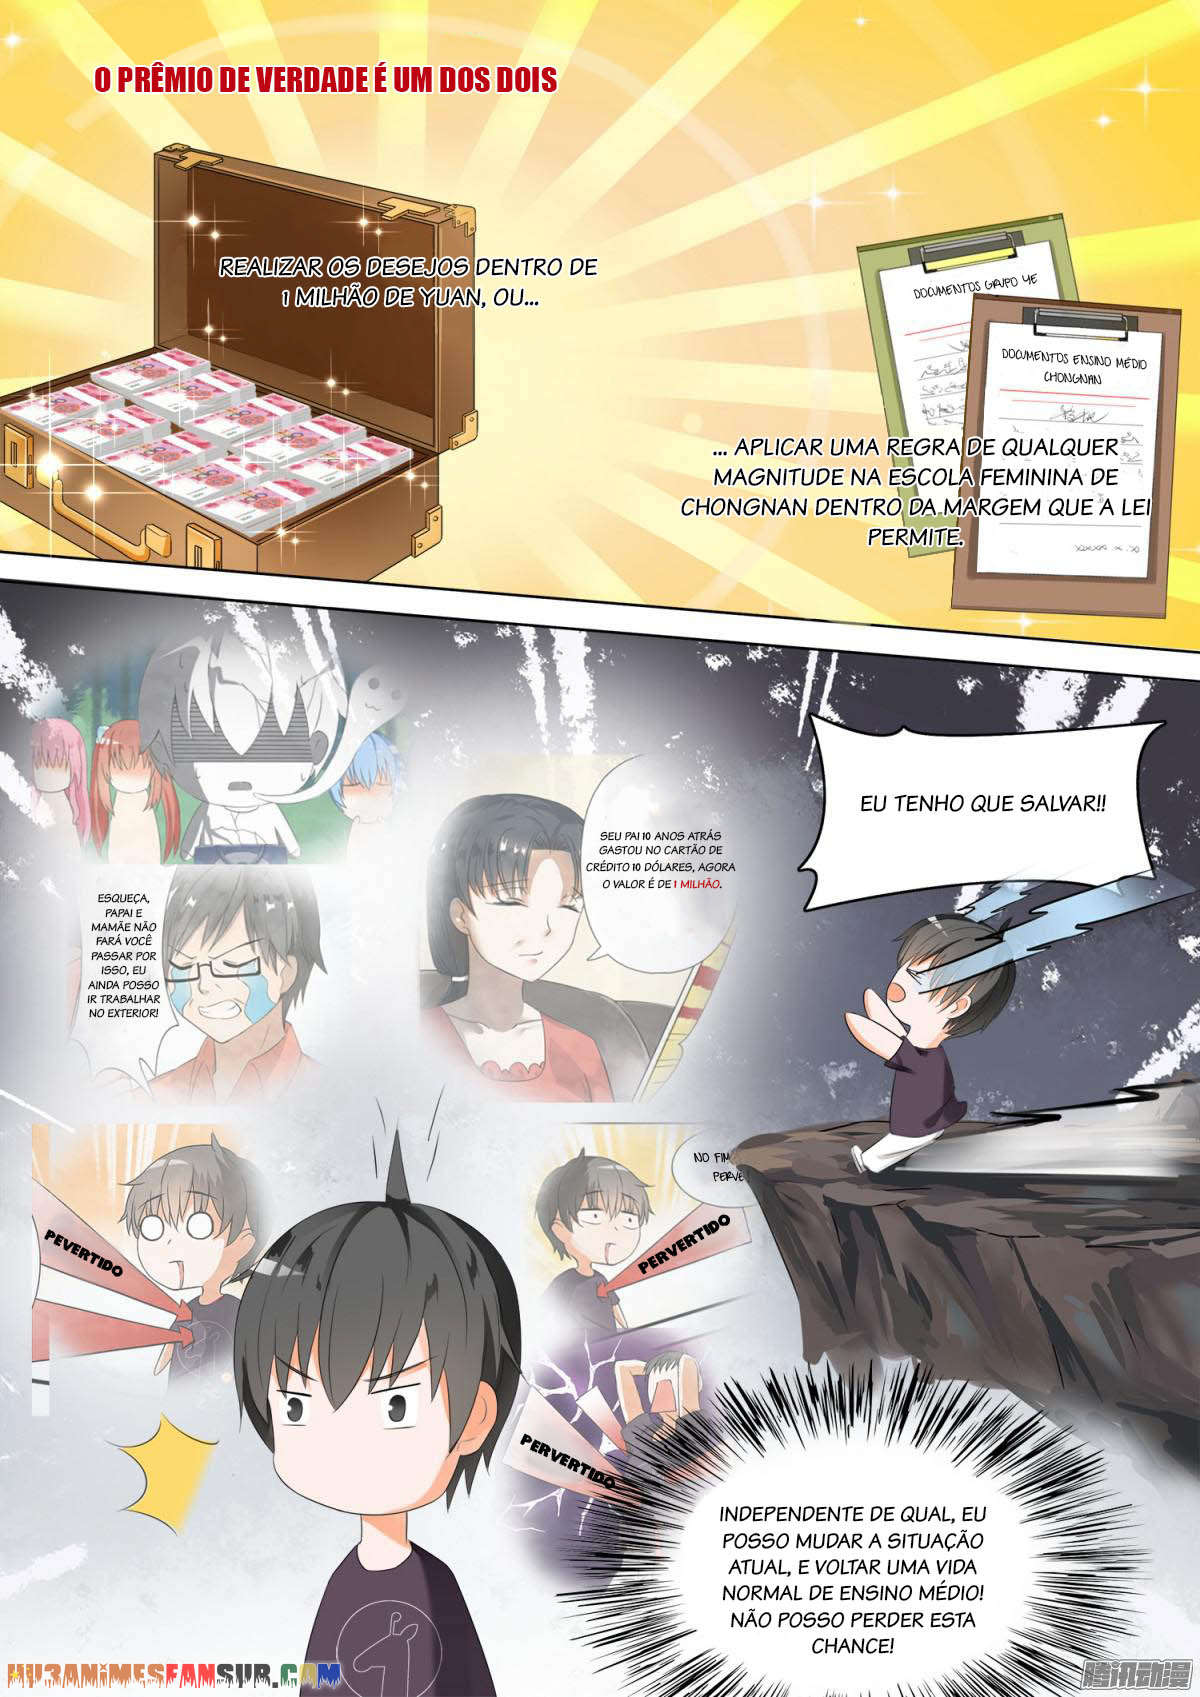 O PRÊMIO DE VERDADE É UM DOS DOIS
REALIZAR OS DESEJOS DENTRO DE
1 MILHÃO DE YUAN, OU...
DOCUMENTOS GRUPO YE
DOCUMENTOS ENSINO MÉDIO
CHONGNAN
... APLICAR UMA REGRA DE QUALQUER
MAGNITUDE NA ESCOLA FEMININA DE
CHONGNAN DENTRO DA MARGEM QUE A LEI
PERMITE.
XXXX X X
EU TENHO QUE SALVAR!!
SEU PAI 10 ANOS ATRÁS
GASTOU NO CARTÃO DE
CRÉDITO 10 DÓLARES, AGORA
O VALOR É DE 1 MILHÃO.
ESQUEÇA,
PAPAI E
MAMÃE NÃO
FARÁ VOCÊ
PASSAR POR
ISSO, EU
AINDA POSSO
IR TRABALHAR
NO EXTERIOR!
NO FIM
PERVE
PEVERTIDO
PERVERTIDO
PERVERTIDO
INDEPENDENTE DE QUAL, EU
POSSO MUDAR A SITUAÇÃO
ATUAL, E VOLTAR UMA VIDA
NORMAL DE ENSINO MÉDIO!
NÃO POSSO PERDER ESTA
CHANCE!
HU3ANIMESFANSUB.COM
腾讯动漫